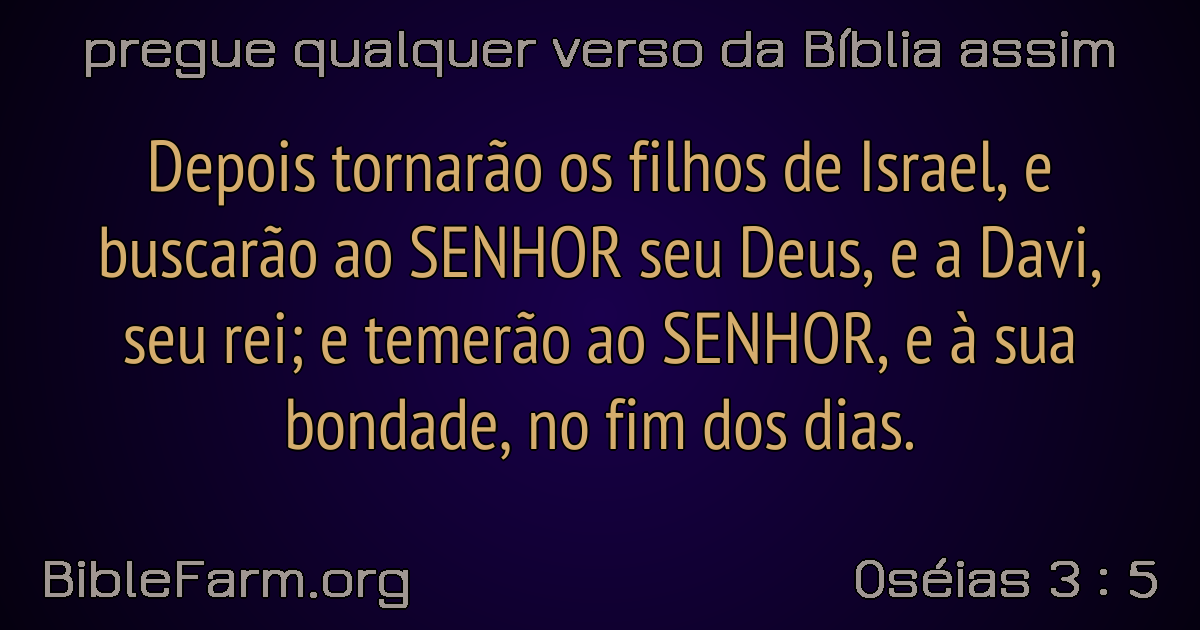 pregue qualquer verso da Bíblia assim
Depois tornarão os filhos de Israel, e
buscarão ao SENHOR seu Deus, e a Davi,
seu rei; e temerão ao SENHOR, e à sua
bondade, no fim dos dias.
BibleFarm.org
Oséias 3 : 5